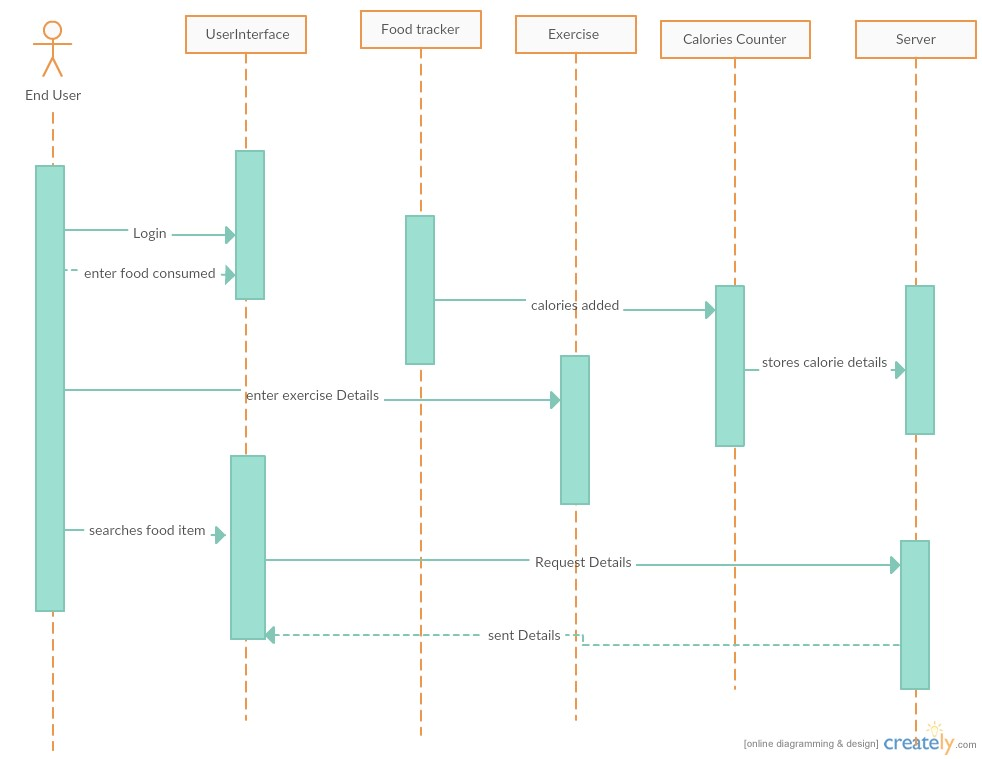 End User
UserInterface
Food tracker
Exercise
Calories Counter
Server
Login
enter food consumed
calories added
stores calorie details
enter exercise Details
searches food item
Request Details
sent Details
[online diagramming & design] creately.com